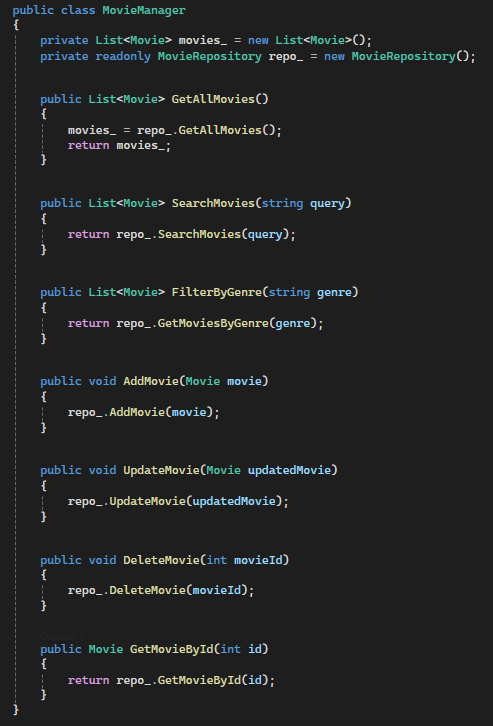 public class MovieManager
{
    private List<Movie> movies_ = new List<Movie>();
    private readonly MovieRepository repo_ = new MovieRepository();
    public List<Movie> GetAllMovies()
    {
        movies_ = repo_.GetAllMovies();
        return movies_;
    }
    public List<Movie> SearchMovies(string query)
    {
        return repo_.SearchMovies(query);
    }
    public List<Movie> FilterByGenre(string genre)
    {
        return repo_.GetMoviesByGenre(genre);
    }
    public void AddMovie(Movie movie)
    {
        repo_.AddMovie(movie);
    }
    public void UpdateMovie(Movie updatedMovie)
    {
        repo_.UpdateMovie(updatedMovie);
    }
    public void DeleteMovie(int movieId)
    {
        repo_.DeleteMovie(movieId);
    }
    public Movie GetMovieById(int id)
    {
        return repo_.GetMovieById(id);
    }
}